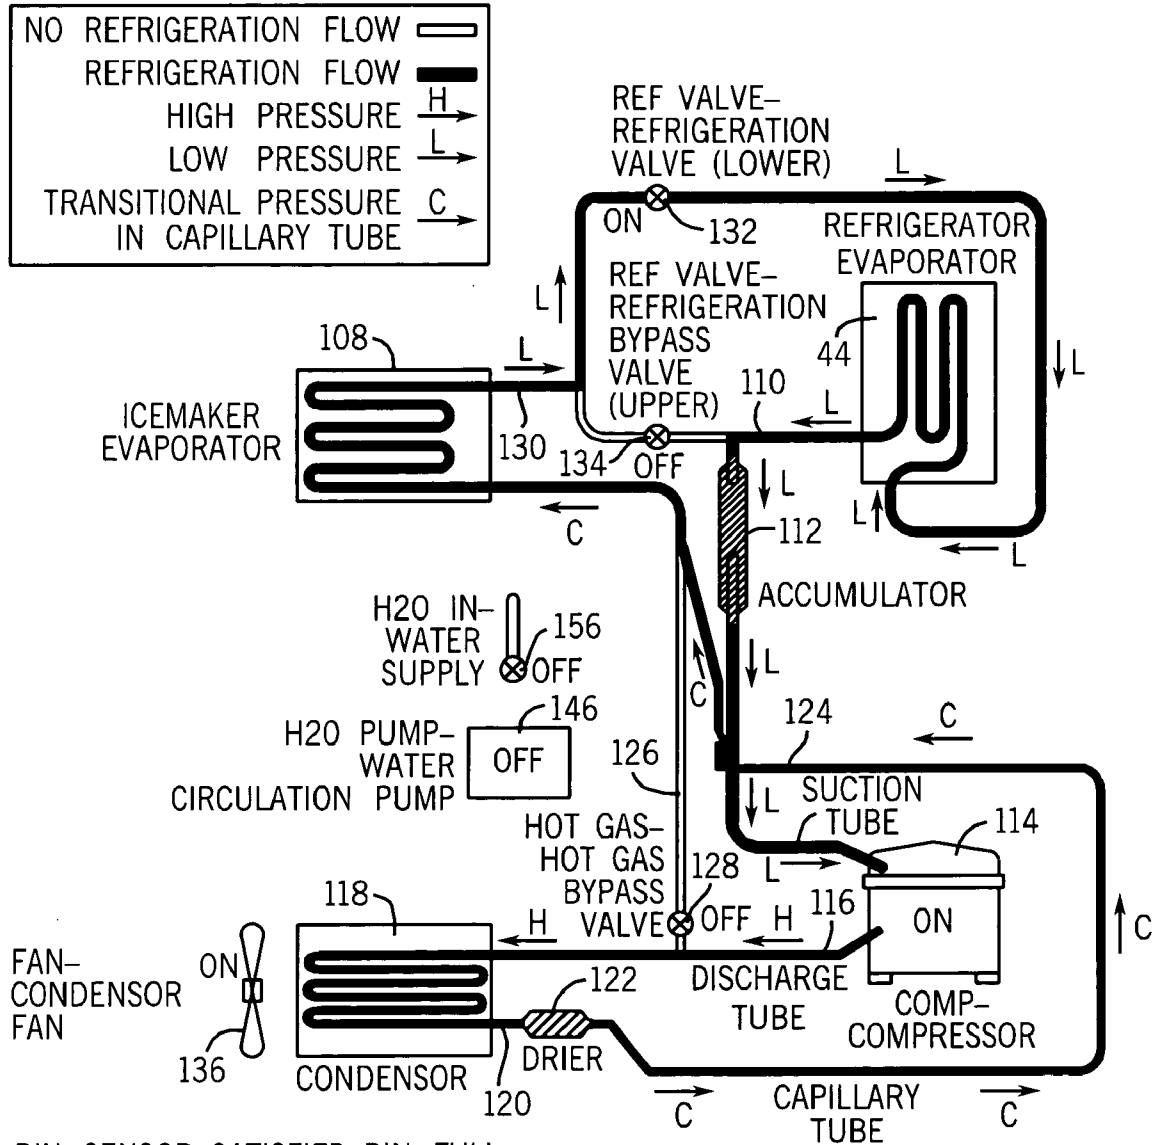 NO REFRIGERATION FLOW
REFRIGERATION FLOW
HIGH PRESSURE H
LOW PRESSURE L
TRANSITIONAL PRESSURE
IN CAPILLARY TUBE C
REF VALVE–
REFRIGERATION
VALVE (LOWER)
L
ON
132
REFRIGERATOR
EVAPORATOR
REF VALVE–
REFRIGERATION
BYPASS
VALVE
(UPPER)
L
44
L
108
L
110
L
ICEMAKER
EVAPORATOR
130
134
OFF
L
C
112
L
L
ACCUMULATOR
H20 IN–
WATER
SUPPLY
156
OFF
L
C
146
H20 PUMP–
WATER
CIRCULATION PUMP
OFF
126
124
C
L
SUCTION
TUBE
HOT GAS–
HOT GAS
BYPASS
VALVE
128
OFF
L
114
ON
118
H
H
116
C
FAN–
CONDENSOR
FAN
ON
136
DISCHARGE
TUBE
122
DRIER
COMP–
COMPRESSOR
CONDENSOR
120
C
CAPILLARY
TUBE
C